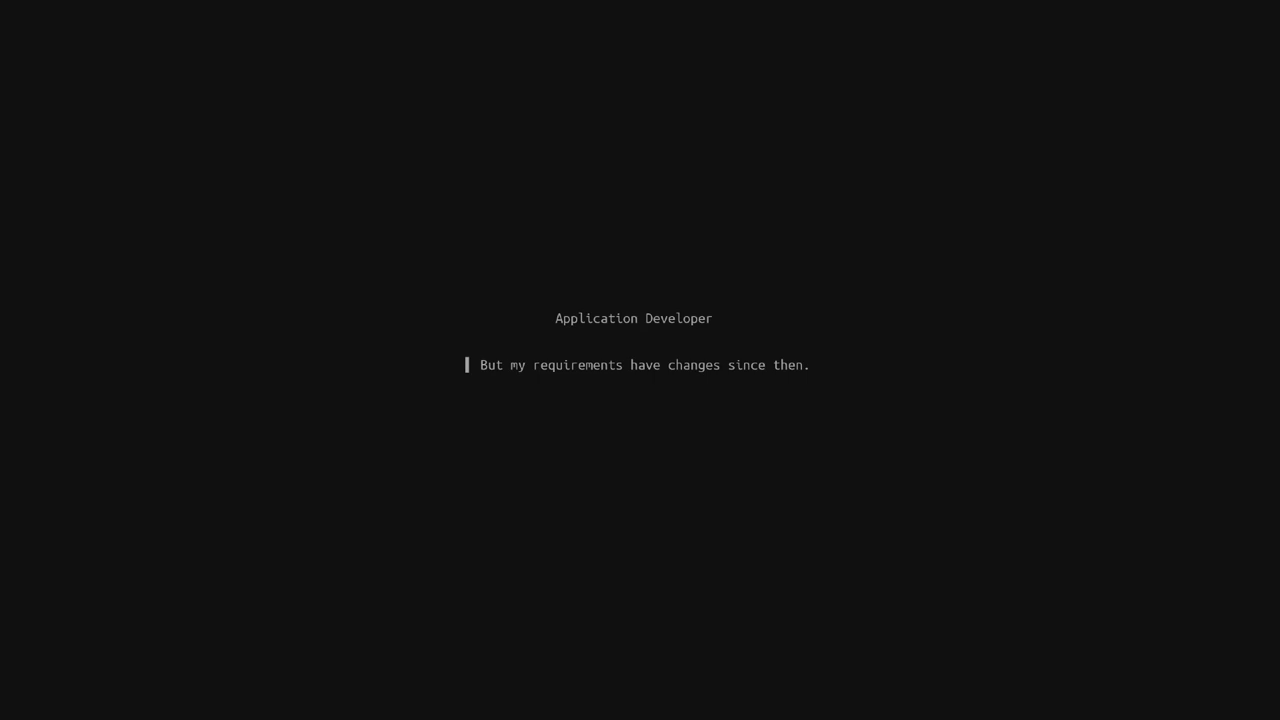 Application Developer
But my requirements have changes since then.